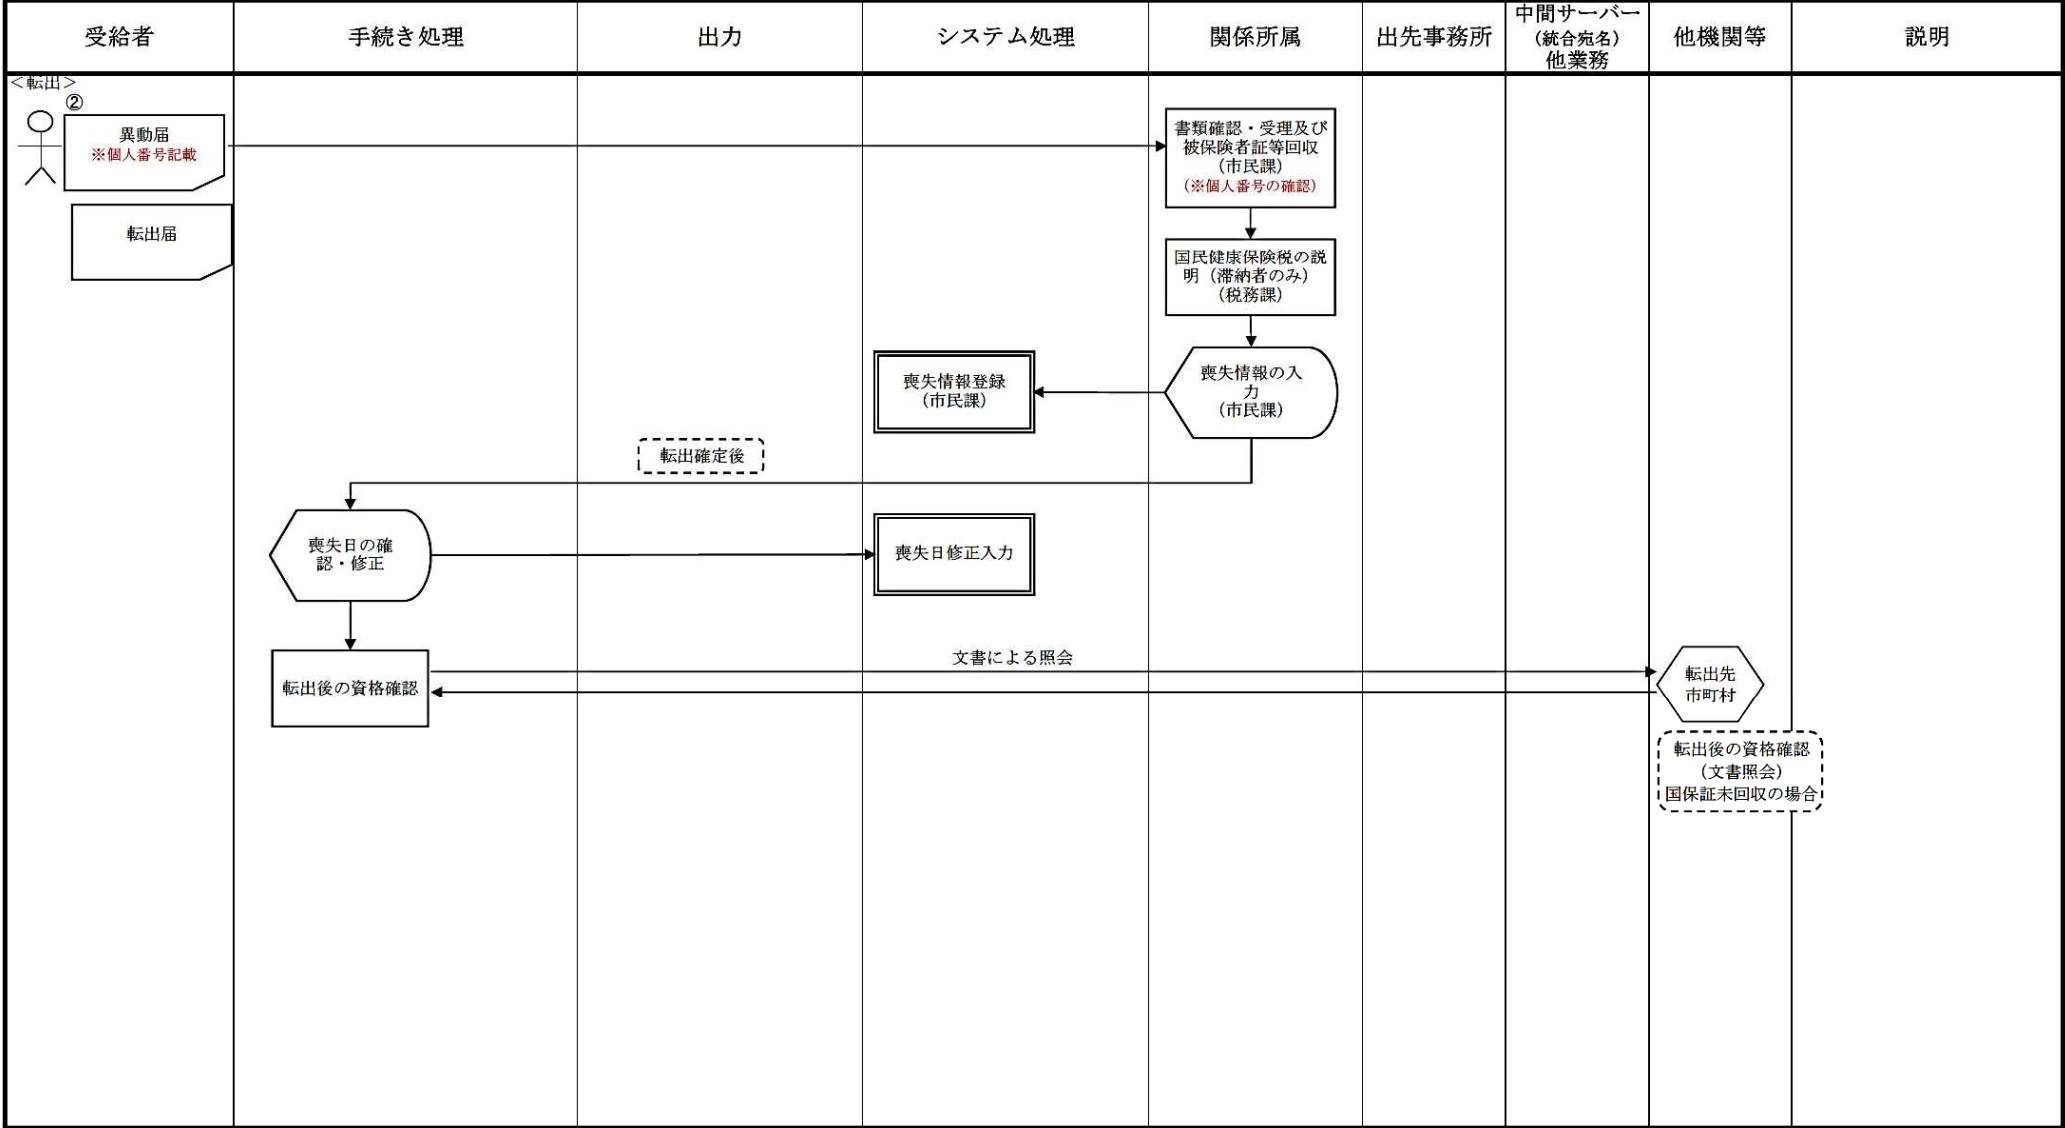 受給者
手続き処理
出力
システム処理
関係所属
出先事務所
中間サーバー
(統合宛名)
他業務
他機関等
説明
＜転出＞
②
異動届
※個人番号記載
転出届
書類確認・受理及び
被保険者証等回収
(市民課)
(※個人番号の確認)
国民健康保険税の説
明（滞納者のみ）
(税務課)
喪失情報の入
力
(市民課)
喪失情報登録
(市民課)
転出確定後
喪失日の確
認・修正
喪失日修正入力
文書による照会
転出後の資格確認
転出先
市町村
転出後の資格確認
(文書照会)
国保証未回収の場合